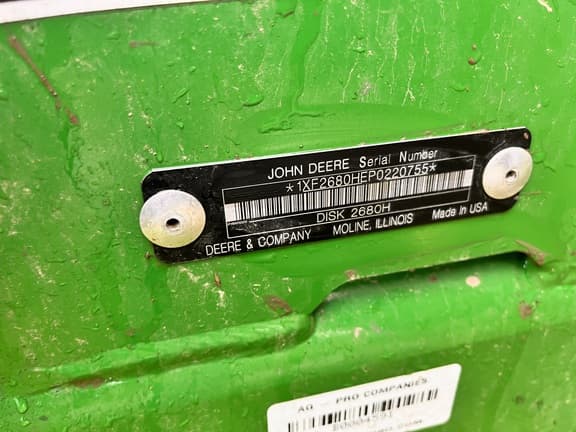 JOHN DEERE Serial Number
*1XF2680HEP0220755*
DISK 2680H
DEERE & COMPANY MOLINE, ILLINOIS Made In USA
AG PRO COMPANIES